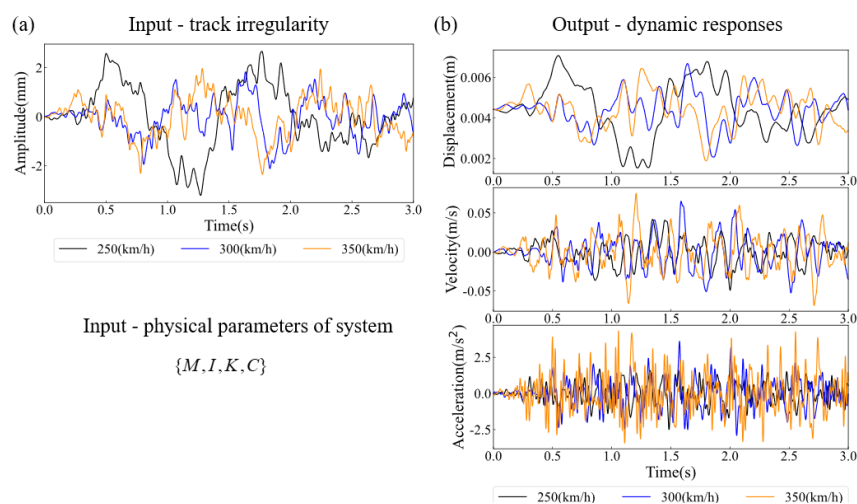 (a)
Input - track irregularity
Amplitude(mm)
2
0
-2
0.0 0.5 1.0 1.5 2.0 2.5 3.0
Time(s)
250(km/h) 300(km/h) 350(km/h)
Input - physical parameters of system
{M, I, K, C}
(b)
Output - dynamic responses
Displacement(m)
0.006
0.004
0.002
0.0 0.5 1.0 1.5 2.0 2.5 3.0
Velocity(m/s)
0.05
0.00
-0.05
0.0 0.5 1.0 1.5 2.0 2.5 3.0
Acceleration(m/s²)
2.5
0.0
-2.5
0.0 0.5 1.0 1.5 2.0 2.5 3.0
Time(s)
250(km/h) 300(km/h) 350(km/h)